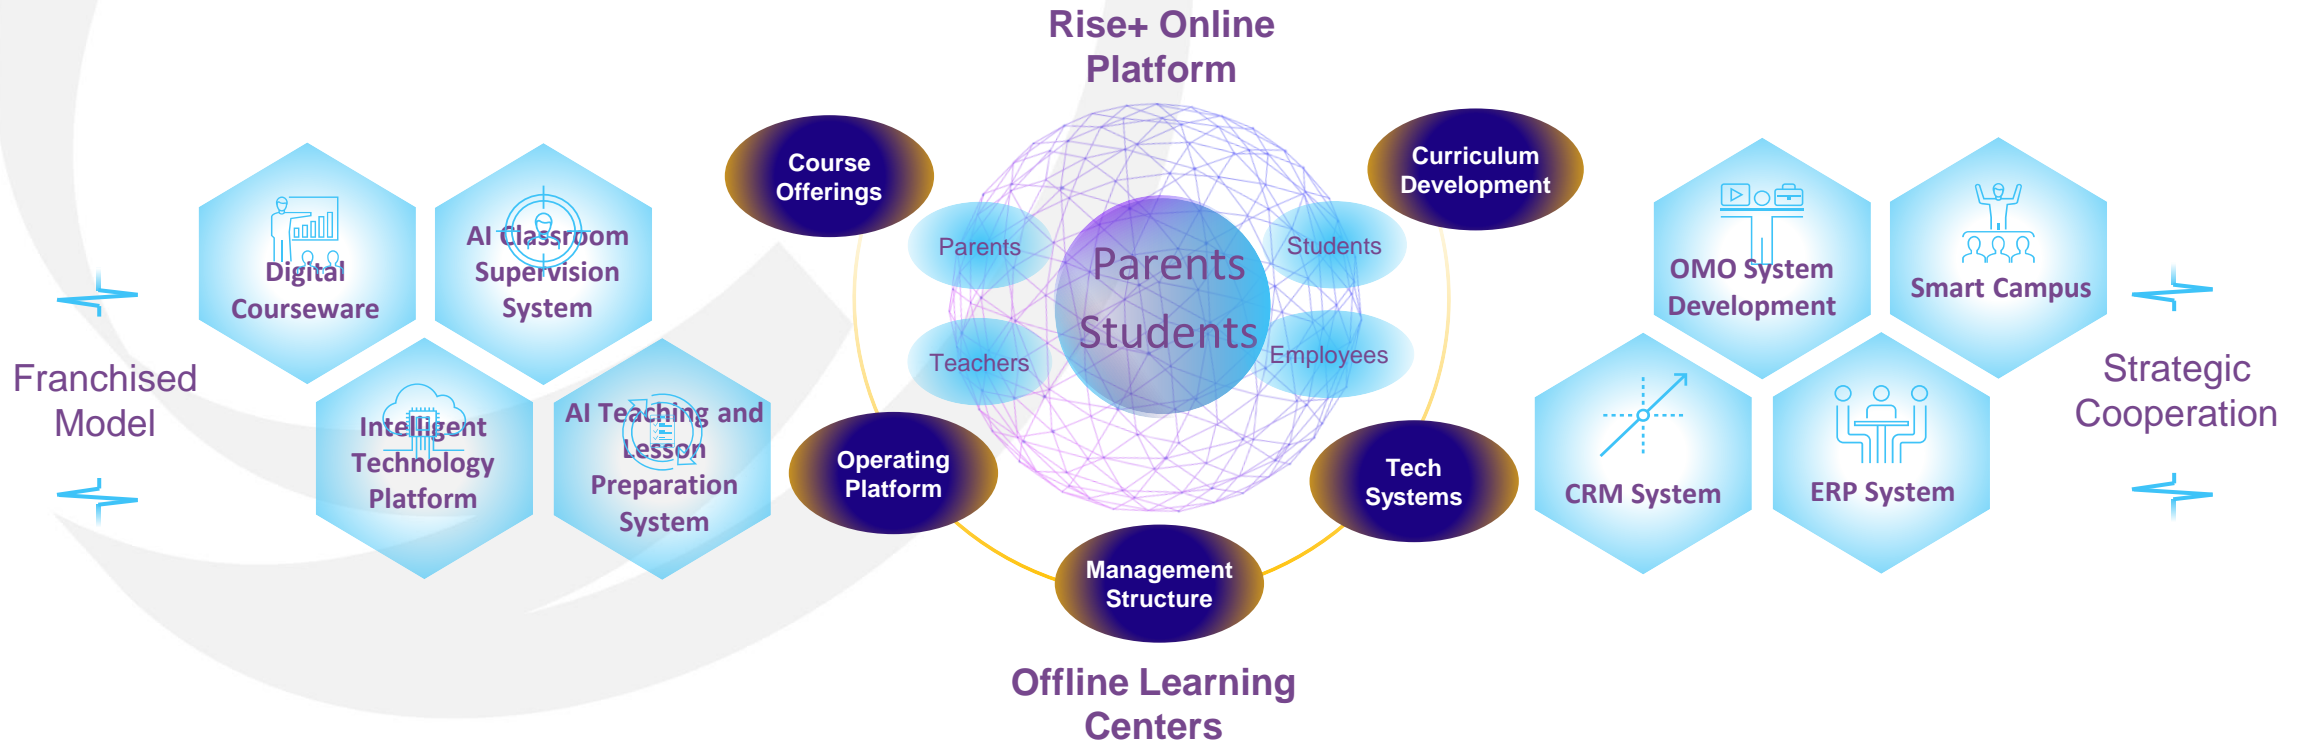 Rise+ Online
Platform
Franchised
Model
Digital
Courseware
AI Classroom
Supervision
System
Intelligent
Technology
Platform
AI Teaching and
Lesson
Preparation
System
Course
Offerings
Curriculum
Development
Parents
Students
Teachers
Employees
Parents
Students
Operating
Platform
Tech
Systems
Management
Structure
Offline Learning
Centers
OMO System
Development
Smart Campus
CRM System
ERP System
Strategic
Cooperation